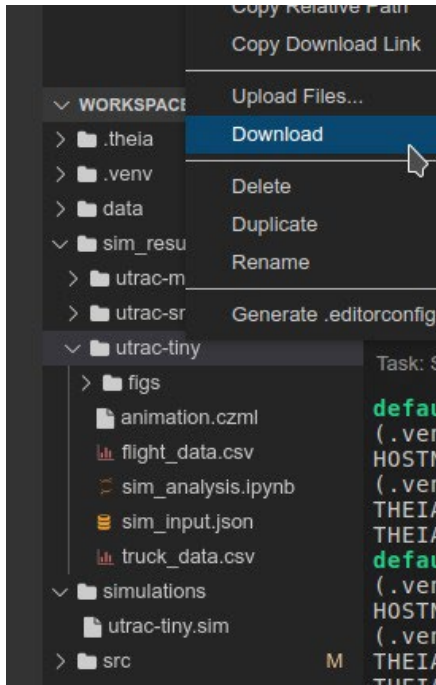 Copy Relative Path
Copy Download Link
Upload Files...
Download
Delete
Duplicate
Rename
Generate .editorconfig
WORKSPACE
.theia
.venv
data
sim_resu
utrac-m
utrac-sr
utrac-tiny
figs
animation.czml
flight_data.csv
sim_analysis.ipynb
sim_input.json
truck_data.csv
simulations
utrac-tiny.sim
src M
Task: S
defau
(.ver
HOSTN
(.ver
THEIA
THEIA
defau
(.ver
HOSTN
(.ver
THEIA
THEIA